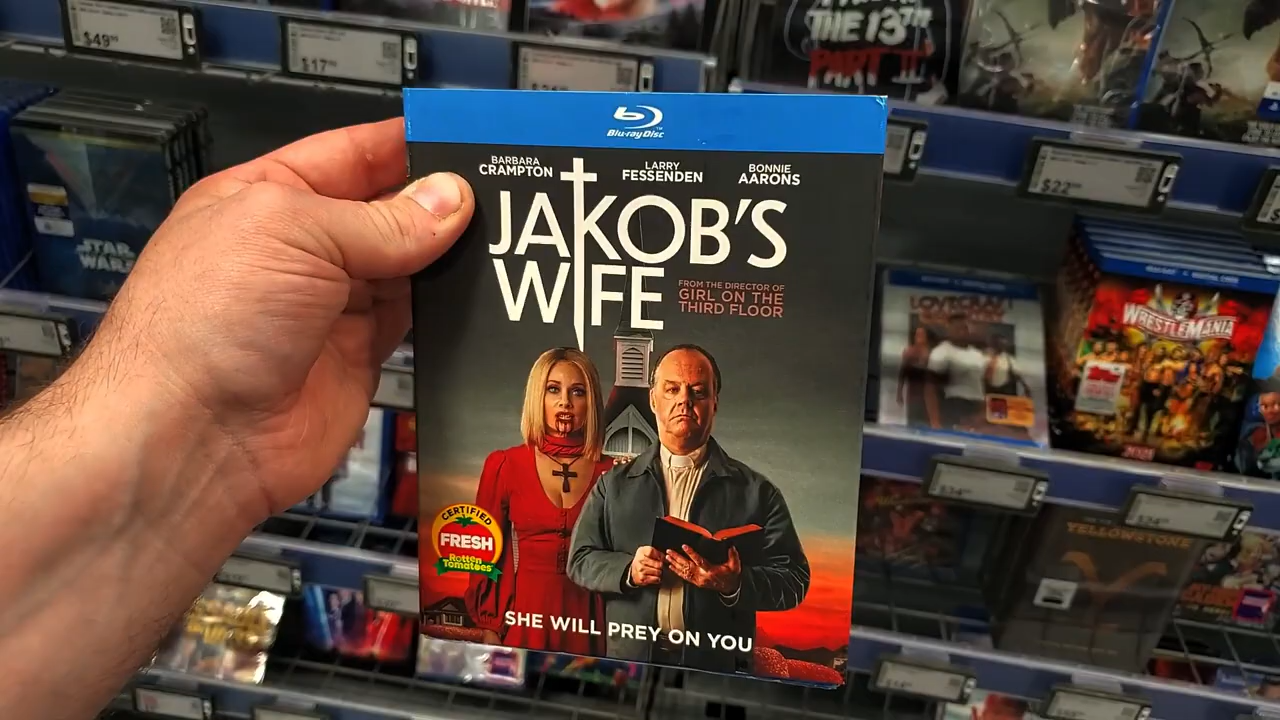 $49
$17
THE 13TH
PART II
Blu-ray Disc
BARBARA CRAMPTON
LARRY FESSENDEN
BONNIE AARONS
JAKOB'S
WIFE
FROM THE DIRECTOR OF
GIRL ON THE
THIRD FLOOR
CERTIFIED
FRESH
Rotten
Tomatoes
SHE WILL PREY ON YOU
STAR
WARS
$22
LOVECRAFT
WRESTLEMANIA
YELLOWSTONE